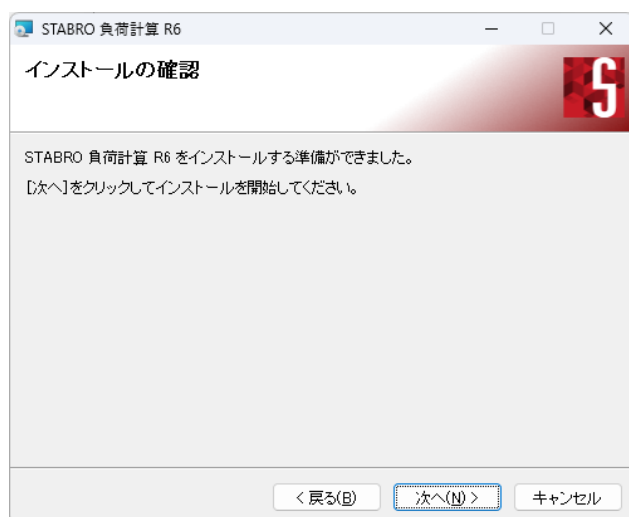 STABRO 負荷計算 R6
インストールの確認
STABRO 負荷計算 R6 をインストールする準備ができました。
[次へ]をクリックしてインストールを開始してください。
< 戻る(B)
次へ(N) >
キャンセル